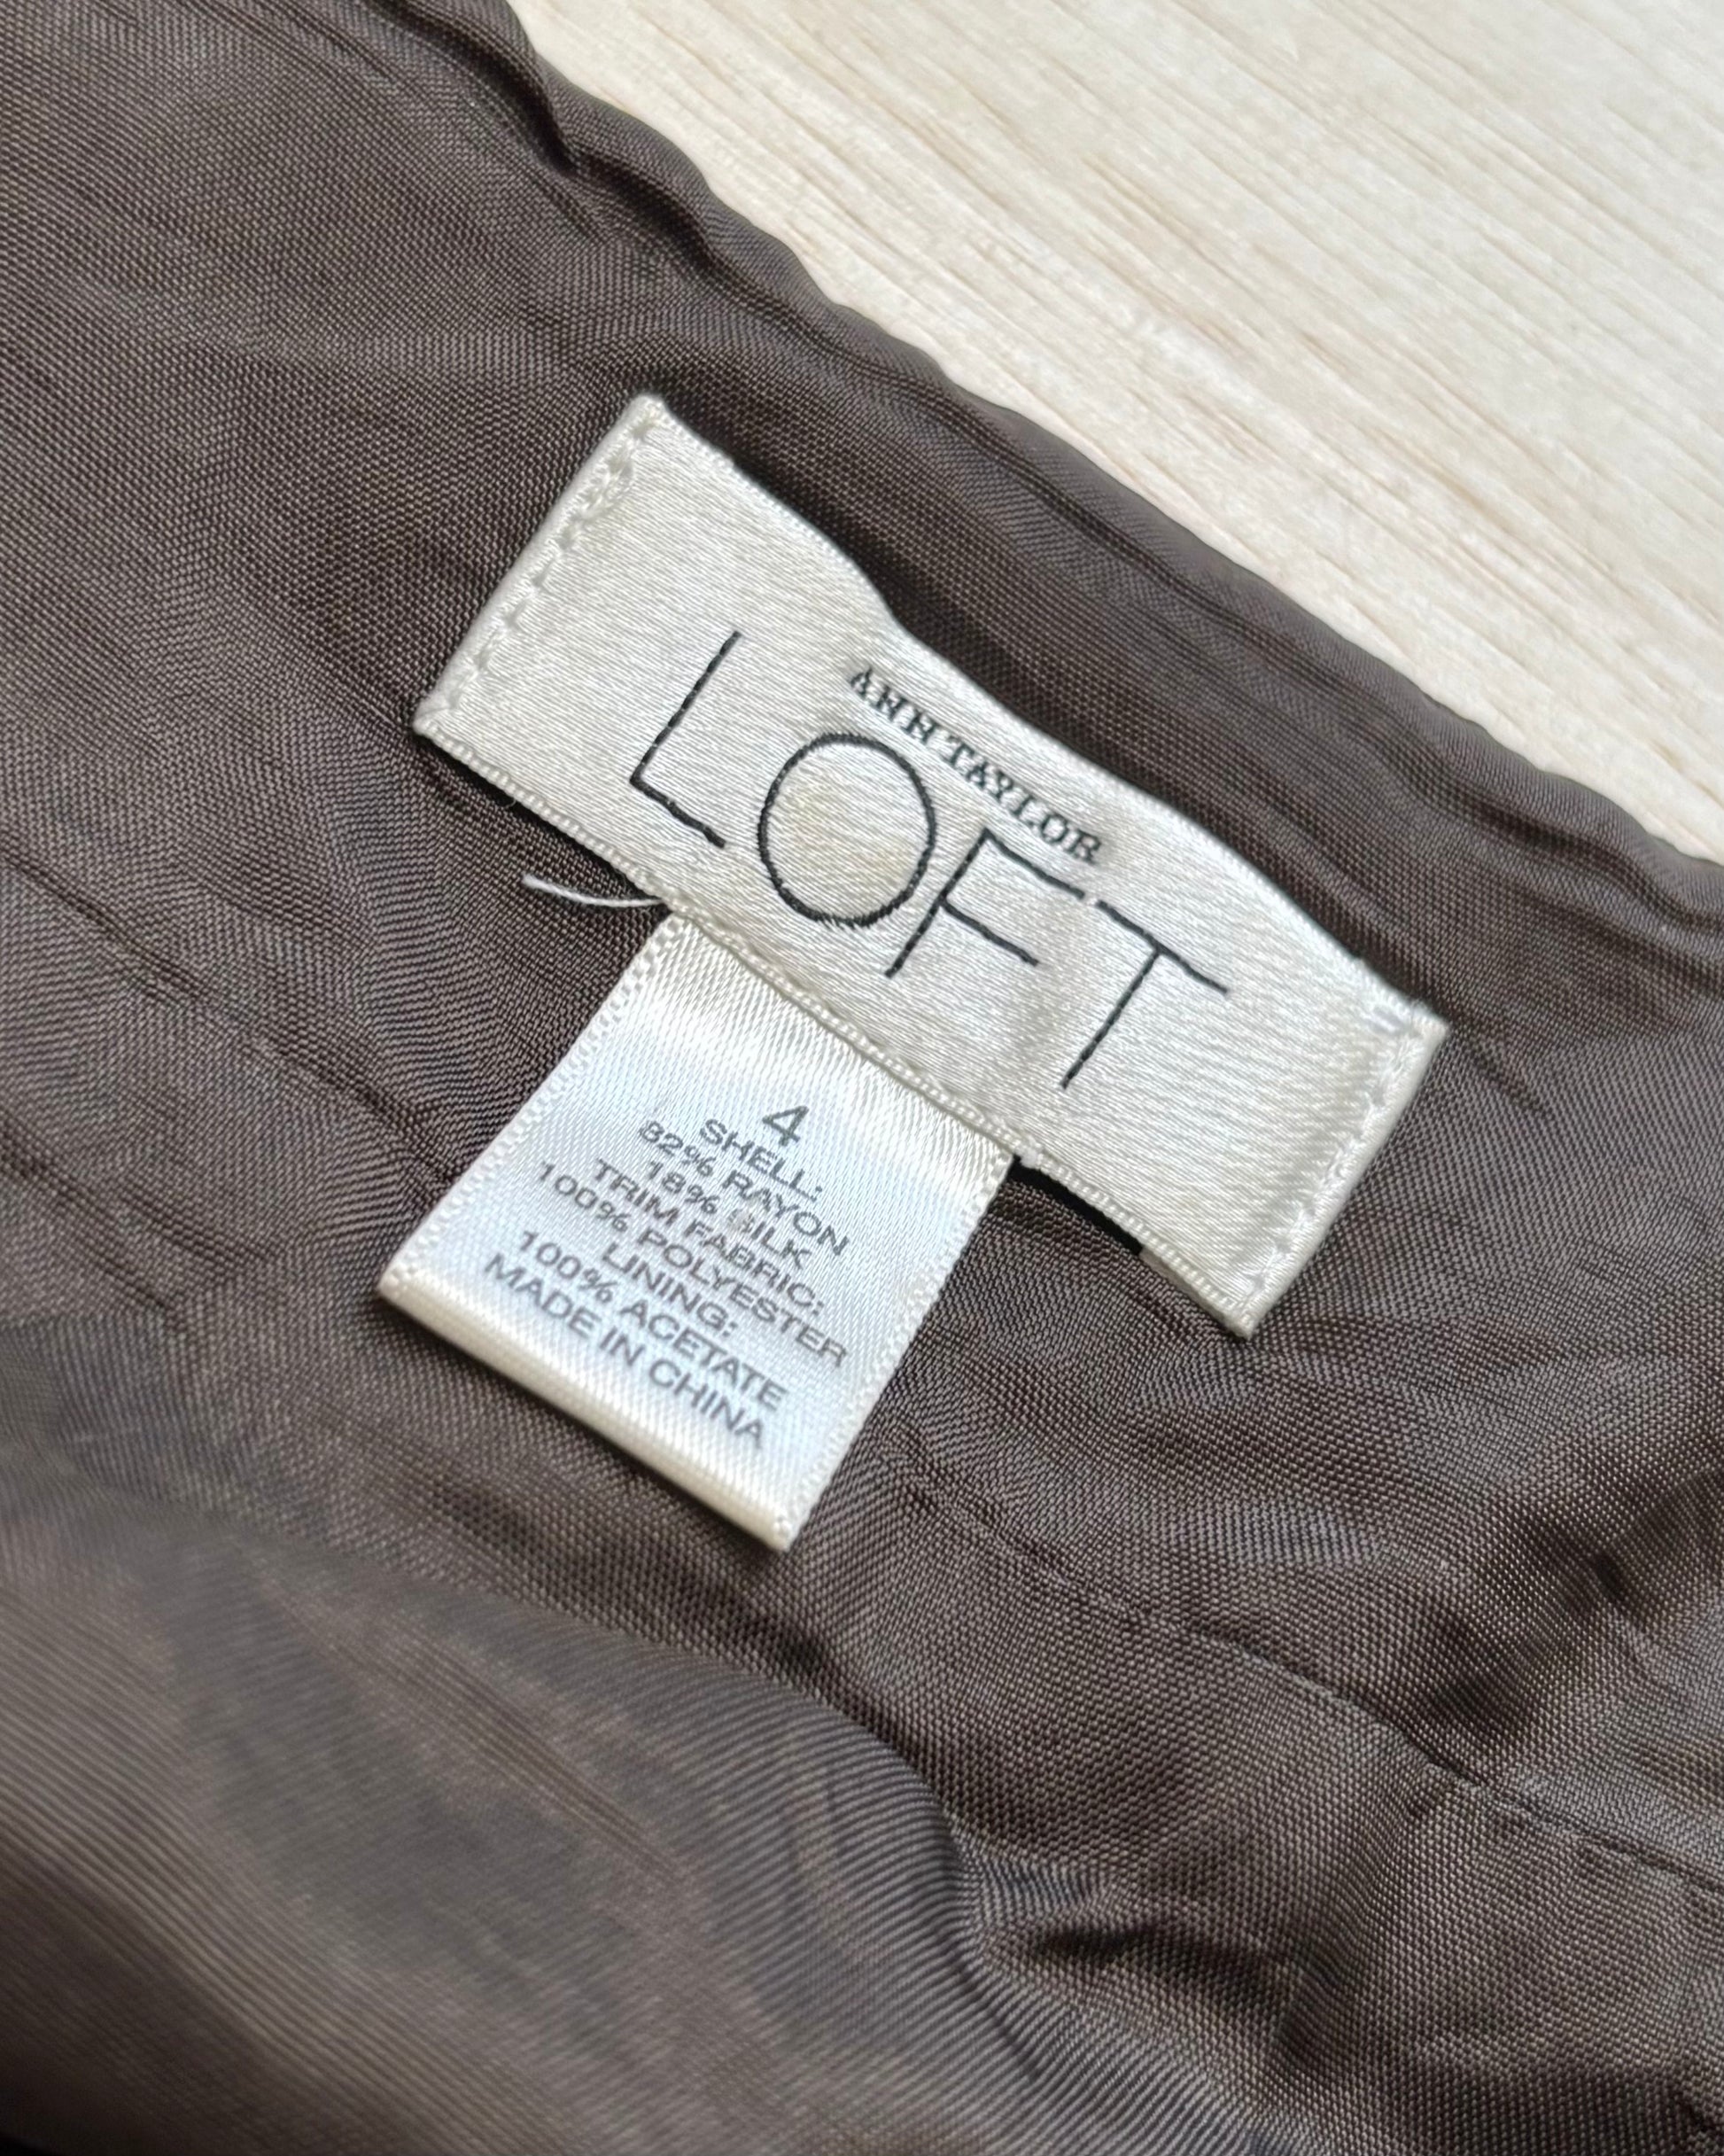 ANN TAYLOR
LOFT
4
SHELL:
82% RAYON
18% SILK
TRIM FABRIC:
100% POLYESTER
LINING:
100% ACETATE
MADE IN CHINA